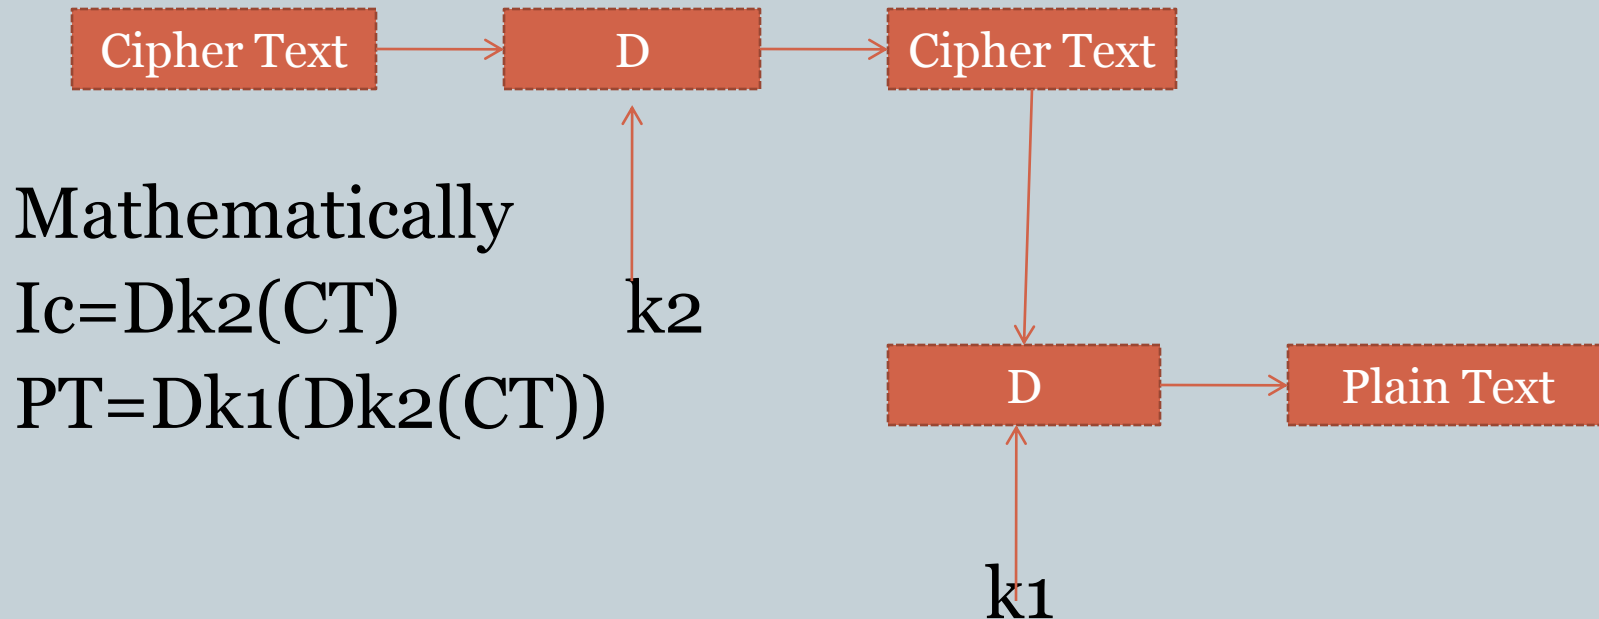 Cipher Text
D
Cipher Text
Mathematically
Ic=Dk2(CT)
k2
PT=Dk1(Dk2(CT))
D
Plain Text
k1